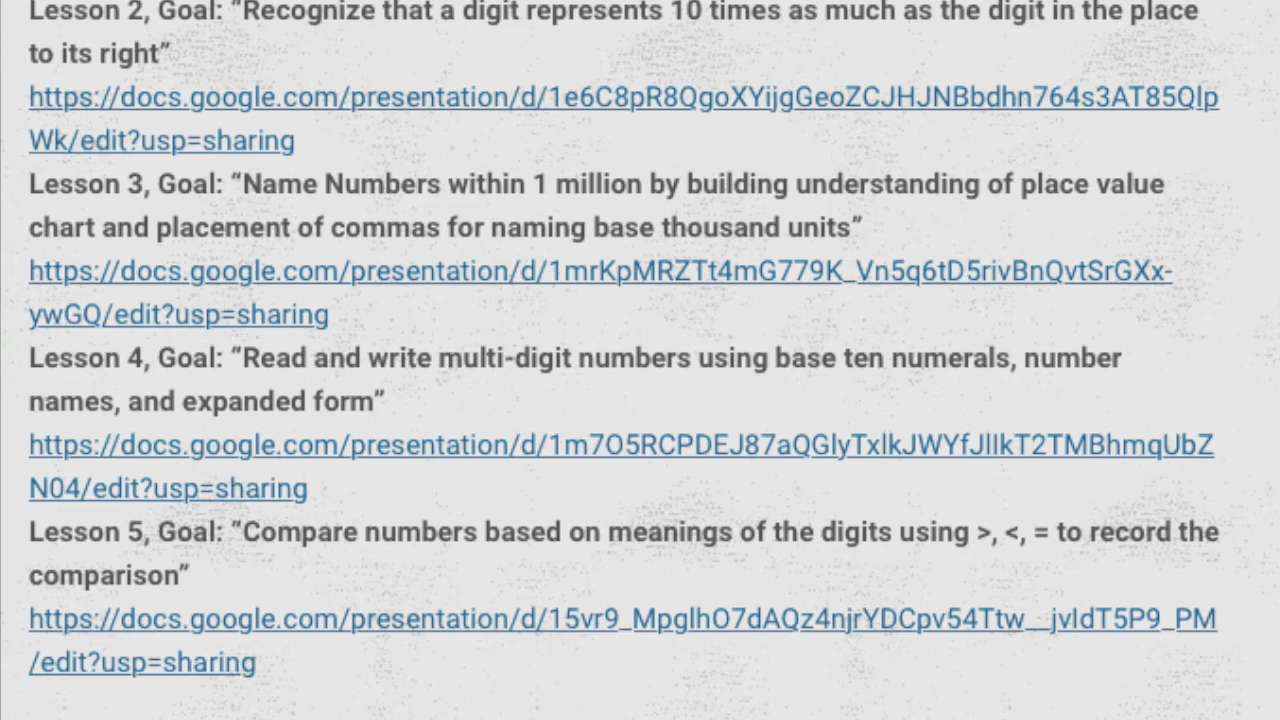 Lesson 2, Goal: “Recognize that a digit represents 10 times as much as the digit in the place
to its right”
https://docs.google.com/presentation/d/1e6C8pR8QgoXYijgGeoZCJHJNBbdhn764s3AT85Qlp
Wk/edit?usp=sharing
Lesson 3, Goal: “Name Numbers within 1 million by building understanding of place value
chart and placement of commas for naming base thousand units”
https://docs.google.com/presentation/d/1mrKpMRZTt4mG779K_Vn5q6tD5rivBnQvtSrGXx-
ywGQ/edit?usp=sharing
Lesson 4, Goal: “Read and write multi-digit numbers using base ten numerals, number
names, and expanded form”
https://docs.google.com/presentation/d/1m7O5RCPDEJ87aQGlyTxlkJWYfJlIkT2TMBhmqUbZ
N04/edit?usp=sharing
Lesson 5, Goal: “Compare numbers based on meanings of the digits using >, <, = to record the
comparison”
https://docs.google.com/presentation/d/15vr9_MpglhO7dAQz4njrYDCpv54Ttw__jvIdT5P9_PM
/edit?usp=sharing